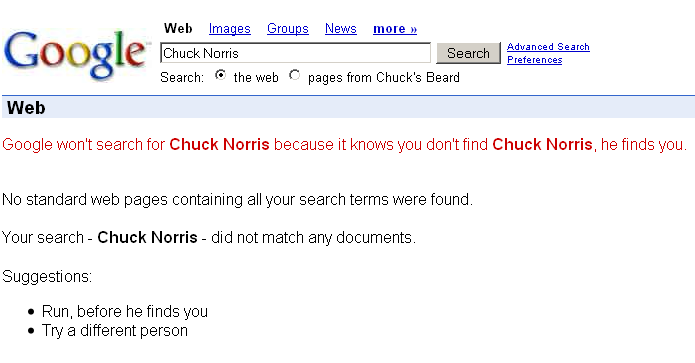 Web Images Groups News more »
Google™ Chuck Norris Search Advanced Search
Preferences
Search: the web pages from Chuck's Beard
Web
Google won't search for Chuck Norris because it knows you don't find Chuck Norris, he finds you.
No standard web pages containing all your search terms were found.
Your search - Chuck Norris - did not match any documents.
Suggestions:
• Run, before he finds you
• Try a different person